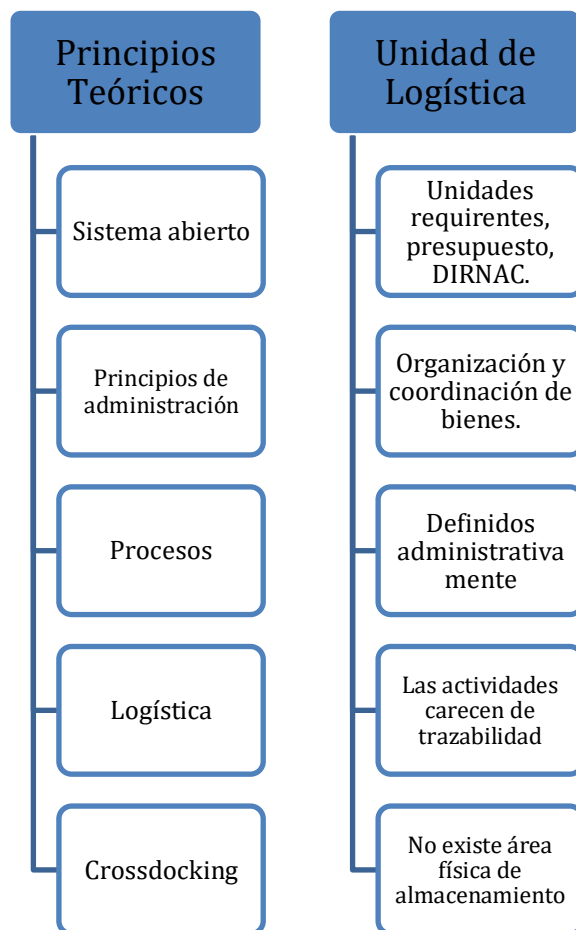 Principios
Teóricos
Sistema abierto
Principios de
administración
Procesos
Logística
Crossdocking
Unidad de
Logística
Unidades
requirentes,
presupuesto,
DIRNAC.
Organización y
coordinación de
bienes.
Definidos
administrativa
mente
Las actividades
carecen de
trazabilidad
No existe área
física de
almacenamiento